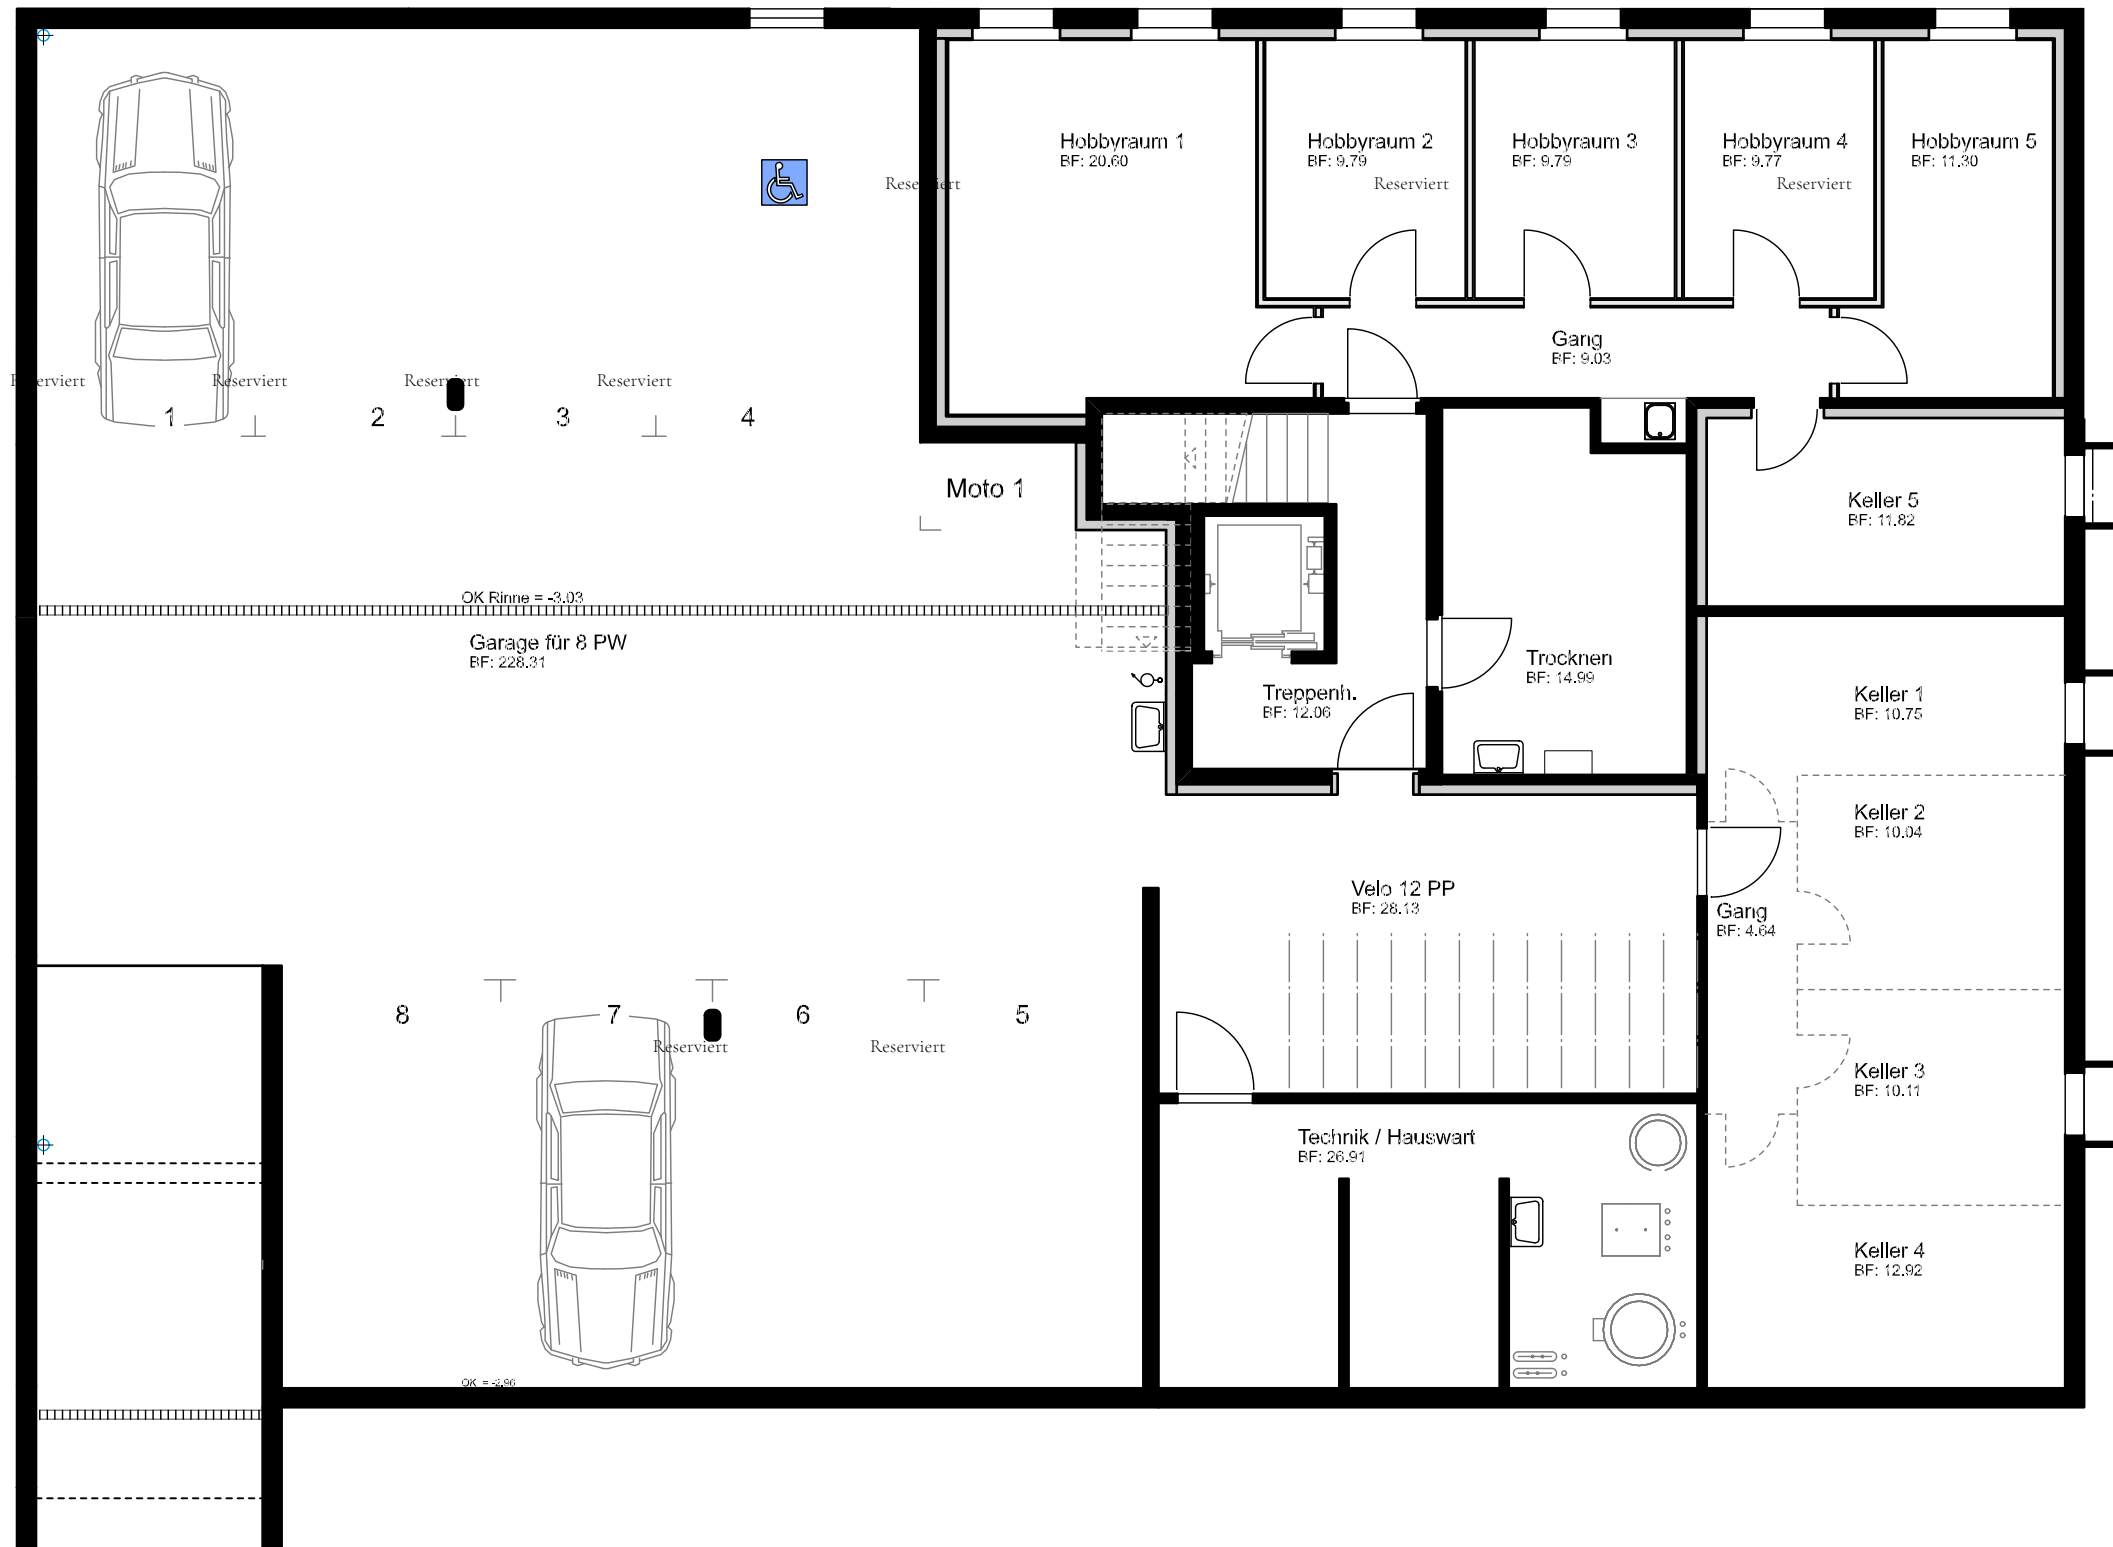 Hobbyraum 1
BF: 20.60
Hobbyraum 2
BF: 9.79
Hobbyraum 3
BF: 9.79
Hobbyraum 4
BF: 9.77
Hobbyraum 5
BF: 11.30
Reserviert
Reserviert
Reserviert
Gang
BF: 9.03
Reserviert
Reserviert
Reserviert
Reserviert
1
2
3
4
Moto 1
Keller 5
BF: 11.82
OK Rinne = -3.03
Garage für 8 PW
BF: 228.31
Trocknen
BF: 14.99
Treppenh.
BF: 12.06
Keller 1
BF: 10.75
Keller 2
BF: 10.04
Velo 12 PP
BF: 28.13
Gang
BF: 4.64
8
7
6
5
Reserviert
Reserviert
Keller 3
BF: 10.11
Technik / Hauswart
BF: 26.91
Keller 4
BF: 12.92
OK = -2.96